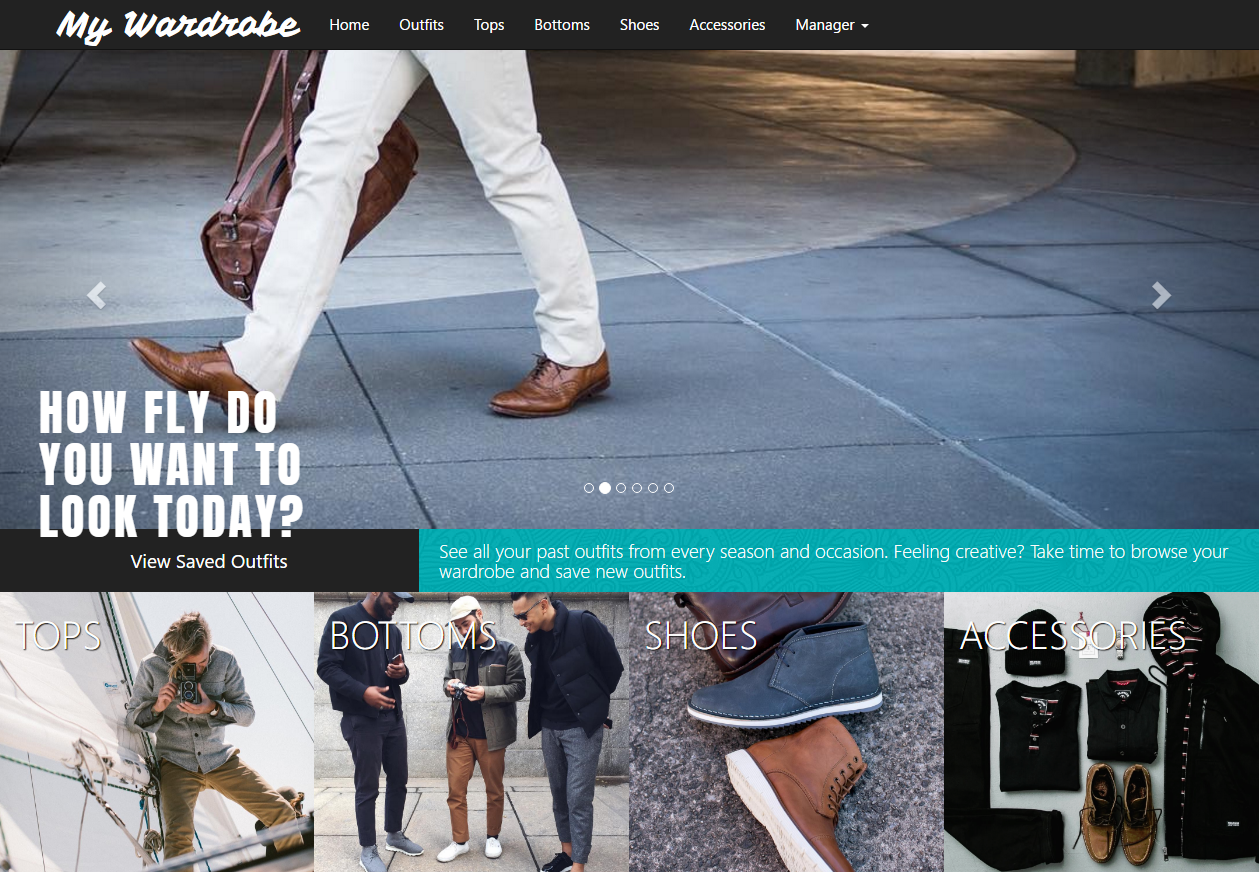 My Wardrobe Home Outfits Tops Bottoms Shoes Accessories Manager
HOW FLY DO
YOU WANT TO
LOOK TODAY?
View Saved Outfits
See all your past outfits from every season and occasion. Feeling creative? Take time to browse your
wardrobe and save new outfits.
TOPS
BOTTOMS
SHOES
ACCESSORIES